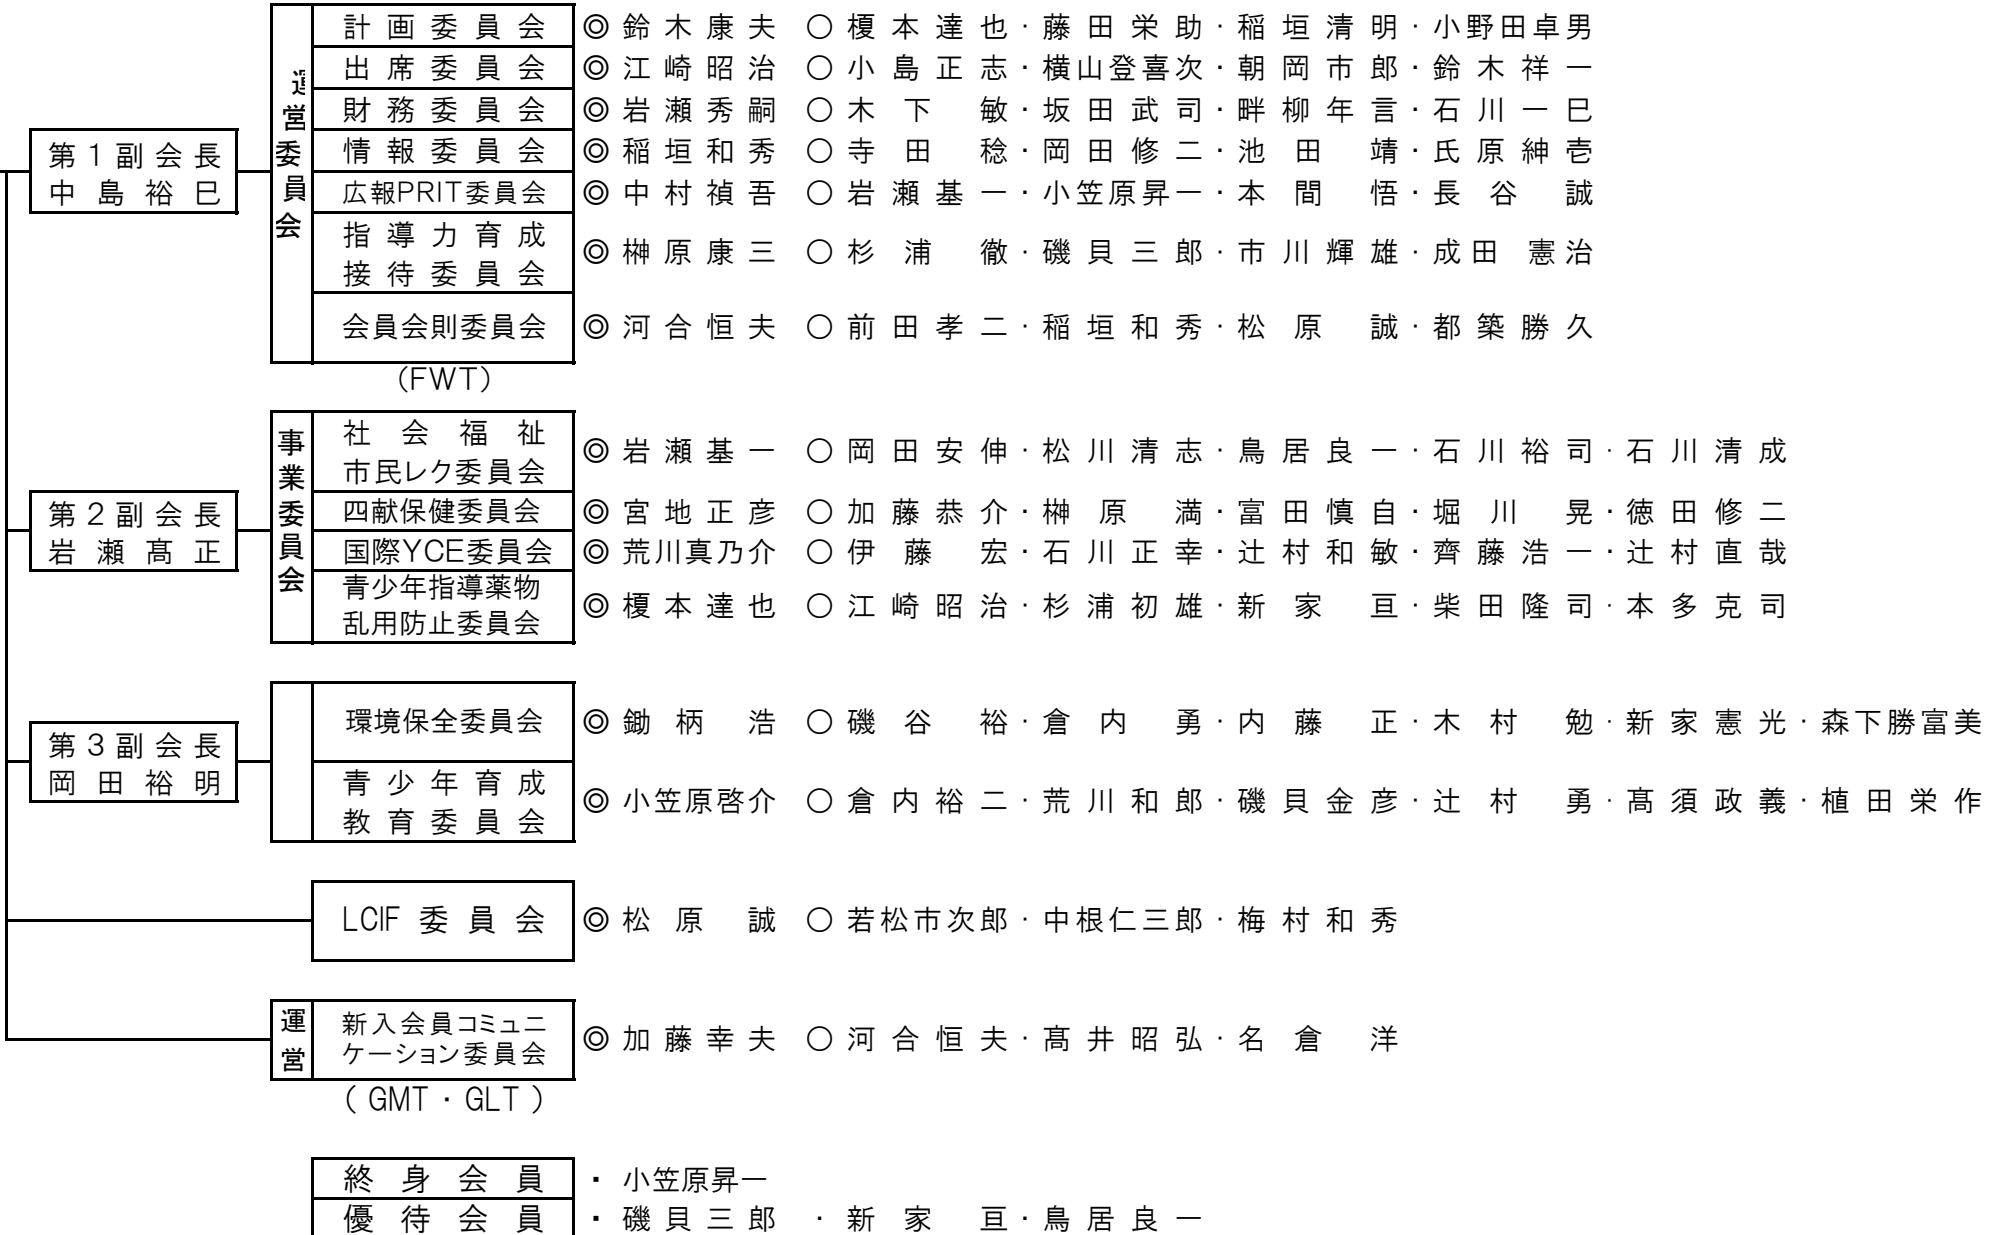 運営委員会
第１副会長
中島裕巳
計画委員会 ◎ 鈴木康夫 ○ 榎本達也・藤田栄助・稲垣清明・小野田卓男
出席委員会 ◎ 江崎昭治 ○ 小島正志・横山登喜次・朝岡市郎・鈴木祥一
財務委員会 ◎ 岩瀬秀嗣 ○ 木下敏・坂田武司・畔柳年言・石川一巳
情報委員会 ◎ 稲垣和秀 ○ 寺田稔・岡田修二・池田靖・氏原紳壱
広報PRIT委員会 ◎ 中村禎吾 ○ 岩瀬基一・小笠原昇一・本間悟・長谷誠
指導力育成
接待委員会 ◎ 榊原康三 ○ 杉浦徹・磯貝三郎・市川輝雄・成田憲治
会員会則委員会 ◎ 河合恒夫 ○ 前田孝二・稲垣和秀・松原誠・都築勝久
(FWT)
事業委員会
第２副会長
岩瀬髙正
社会福祉
市民レク委員会 ◎ 岩瀬基一 ○ 岡田安伸・松川清志・鳥居良一・石川裕司・石川清成
四献保健委員会 ◎ 宮地正彦 ○ 加藤恭介・榊原満・富田慎自・堀川晃・徳田修二
国際YCE委員会 ◎ 荒川真乃介 ○ 伊藤宏・石川正幸・辻村和敏・齊藤浩一・辻村直哉
青少年指導薬物
乱用防止委員会 ◎ 榎本達也 ○ 江崎昭治・杉浦初雄・新家亘・柴田隆司・本多克司
第３副会長
岡田裕明
環境保全委員会 ◎ 鋤柄浩 ○ 磯谷裕・倉内勇・内藤正・木村勉・新家憲光・森下勝富美
青少年育成
教育委員会 ◎ 小笠原啓介 ○ 倉内裕二・荒川和郎・磯貝金彦・辻村勇・髙須政義・植田栄作
LCIF 委員会 ◎ 松原誠 ○ 若松市次郎・中根仁三郎・梅村和秀
運営
新入会員コミュニ
ケーション委員会 ◎ 加藤幸夫 ○ 河合恒夫・髙井昭弘・名倉洋
( GMT・GLT )
終身会員 ・ 小笠原昇一
優待会員 ・ 磯貝三郎 ・ 新家亘・鳥居良一